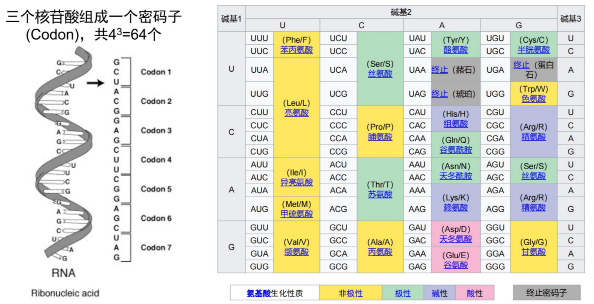 三个核苷酸组成一个密码子
(Codon)，共4³=64个
G
C
U
A
C
G
G
A
G
C
U
U
C
G
G
A
G
C
U
A
G
Codon 1
Codon 2
Codon 3
Codon 4
Codon 5
Codon 6
Codon 7
RNA
Ribonucleic acid
碱基1 碱基2 碱基3
U C A G
U UUU (Phe/F) 苯丙氨酸 UCU (Ser/S) 丝氨酸 UAU (Tyr/Y) 酪氨酸 UGU (Cys/C) 半胱氨酸 U
UUC UCC UAC UGC C
UUA (Leu/L) 亮氨酸 UCA UAA 终止 (赭石) UGA 终止 (蛋白石) A
UUG UCG UAG 终止 (琥珀) UGG (Trp/W) 色氨酸 G
C CUU CCU (Pro/P) 脯氨酸 CAU (His/H) 组氨酸 CGU (Arg/R) 精氨酸 U
CUC CCC CAC CGC C
CUA CCA CAA (Gln/Q) 谷氨酰胺 CGA A
CUG CCG CAG CGG G
A AUU (Ile/I) 异亮氨酸 ACU (Thr/T) 苏氨酸 AAU (Asn/N) 天冬酰胺 AGU (Ser/S) 丝氨酸 U
AUC ACC AAC AGC C
AUA ACA AAA (Lys/K) 赖氨酸 AGA (Arg/R) 精氨酸 A
AUG (Met/M) 甲硫氨酸 ACG AAG AGG G
G GUU (Val/V) 缬氨酸 GCU (Ala/A) 丙氨酸 GAU (Asp/D) 天冬氨酸 GGU (Gly/G) 甘氨酸 U
GUC GCC GAC GGC C
GUA GCA GAA (Glu/E) 谷氨酸 GGA A
GUG GCG GAG GGG G
氨基酸生化性质 非极性 极性 碱性 酸性 终止密码子